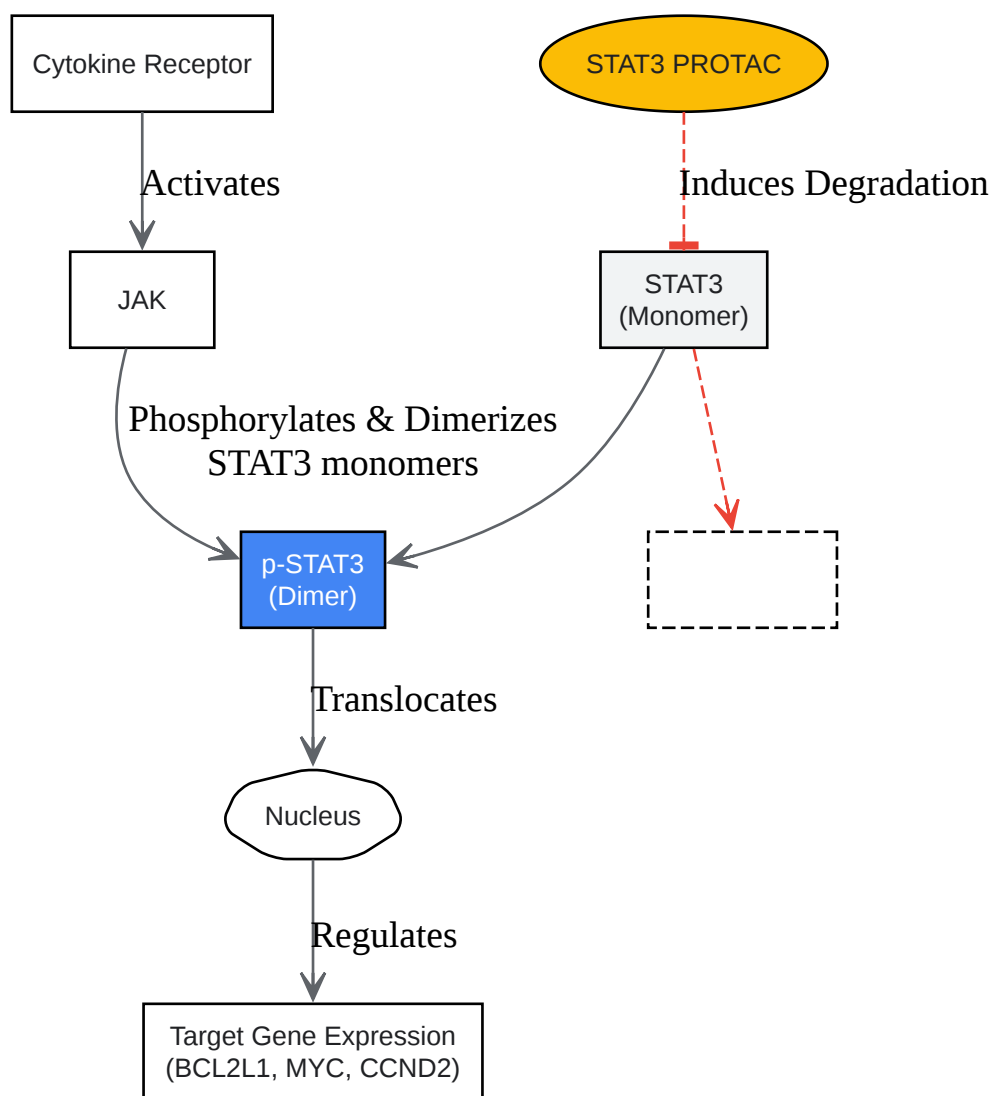 Cytokine Receptor
STAT3 PROTAC
Activates
Induces Degradation
JAK
STAT3
(Monomer)
Phosphorylates & Dimerizes
STAT3 monomers
p-STAT3
(Dimer)
Translocates
Nucleus
Regulates
Target Gene Expression
(BCL2L1, MYC, CCND2)